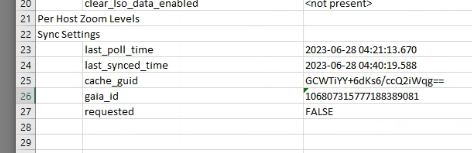 20 clear_lso_data_enabled <not present>
21 Per Host Zoom Levels
22 Sync Settings
23 last_poll_time 2023-06-28 04:21:13.670
24 last_synced_time 2023-06-28 04:40:19.588
25 cache_guid GCWTiYY+6dKs6/ccQ2iWqg==
26 gaia_id 106807315777188389081
27 requested FALSE
28
29